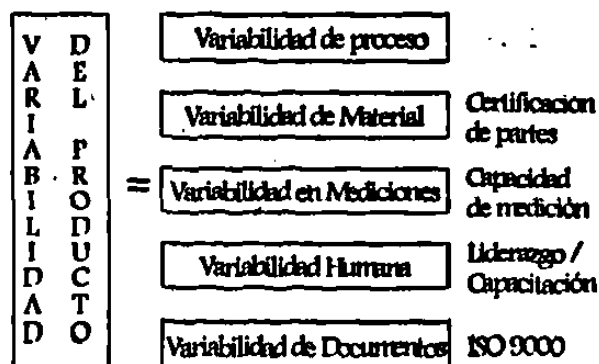 VARIABILIDAD
DEL PRODUCTO
=
Variabilidad de proceso
Variabilidad de Material
Certificación
de partes
Variabilidad en Mediciones
Capacidad
de medición
Variabilidad Humana
Liderazgo /
Capacitación
Variabilidad de Documentos
ISO 9000